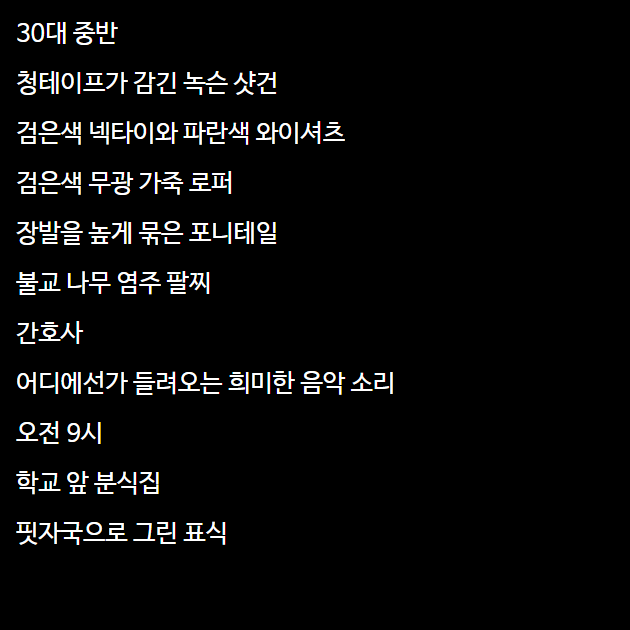 30대 중반
청테이프가 감긴 녹슨 샷건
검은색 넥타이와 파란색 와이셔츠
검은색 무광 가죽 로퍼
장발을 높게 묶은 포니테일
불교 나무 염주 팔찌
간호사
어디에선가 들려오는 희미한 음악 소리
오전 9시
학교 앞 분식집
핏자국으로 그린 표식